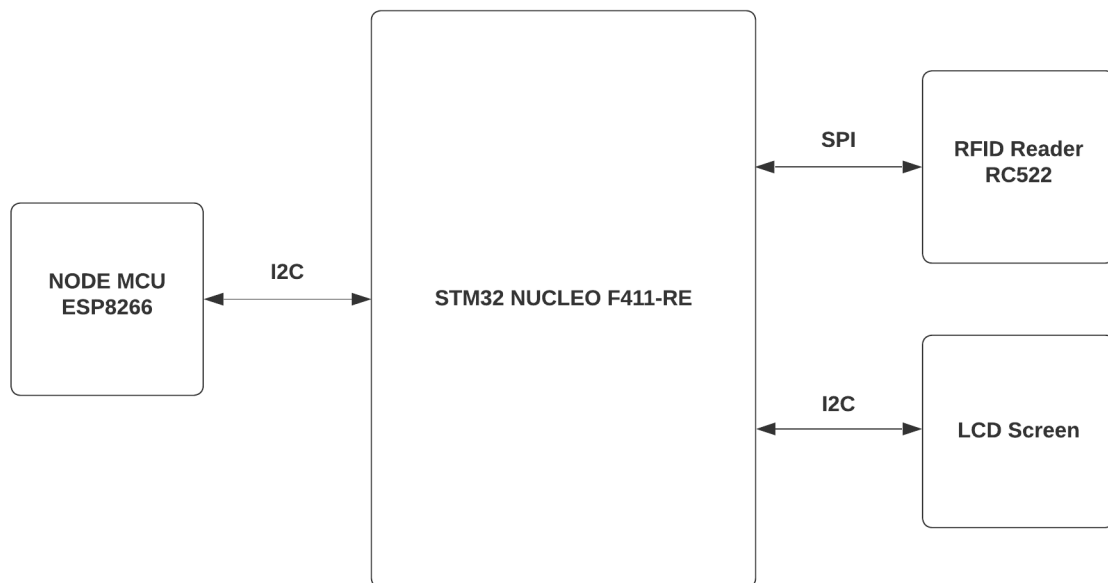 NODE MCU
ESP8266
I2C
STM32 NUCLEO F411-RE
SPI
RFID Reader
RC522
I2C
LCD Screen